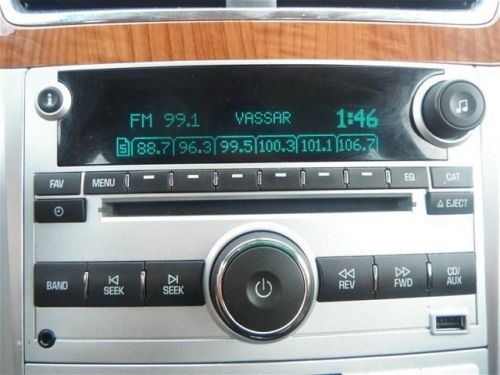 FM 99.1 VASSAR 1:46
5 88.7 96.3 99.5 100.3 101.1 106.7
FAV MENU EQ CAT
EJECT
BAND SEEK SEEK REV FWD CD/AUX